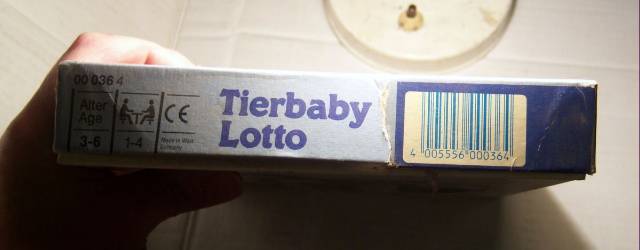 00 036 4
Alter
Age
3-6
1-4
CE
Made in West
Germany
Tierbaby
Lotto
4 005556 000364